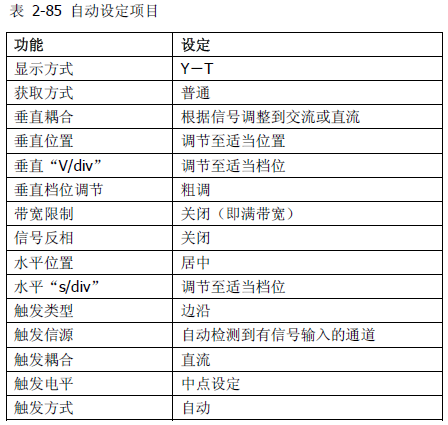 表 2-85 自动设定项目
功能 设定
显示方式 Y－T
获取方式 普通
垂直耦合 根据信号调整到交流或直流
垂直位置 调节至适当位置
垂直“V/div” 调节至适当档位
垂直档位调节 粗调
带宽限制 关闭（即满带宽）
信号反相 关闭
水平位置 居中
水平“s/div” 调节至适当档位
触发类型 边沿
触发信源 自动检测到有信号输入的通道
触发耦合 直流
触发电平 中点设定
触发方式 自动